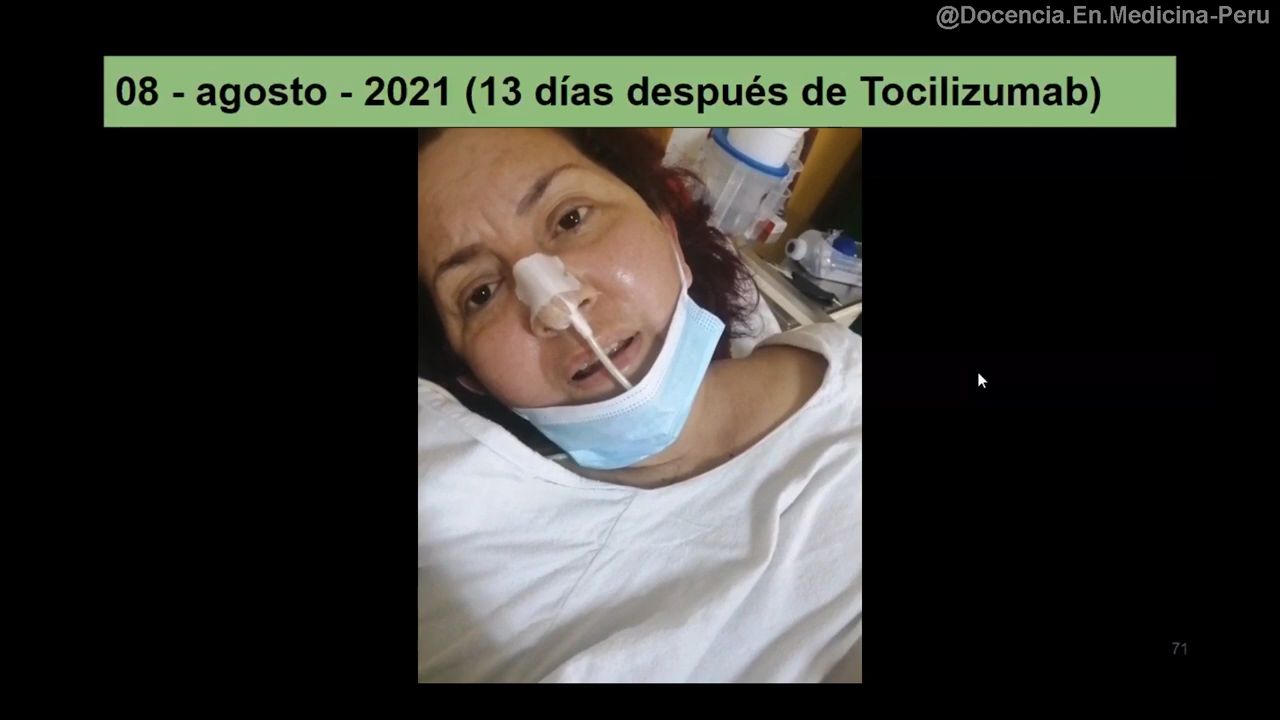 @Docencia.En.Medicina-Peru
08 - agosto - 2021 (13 días después de Tocilizumab)
71